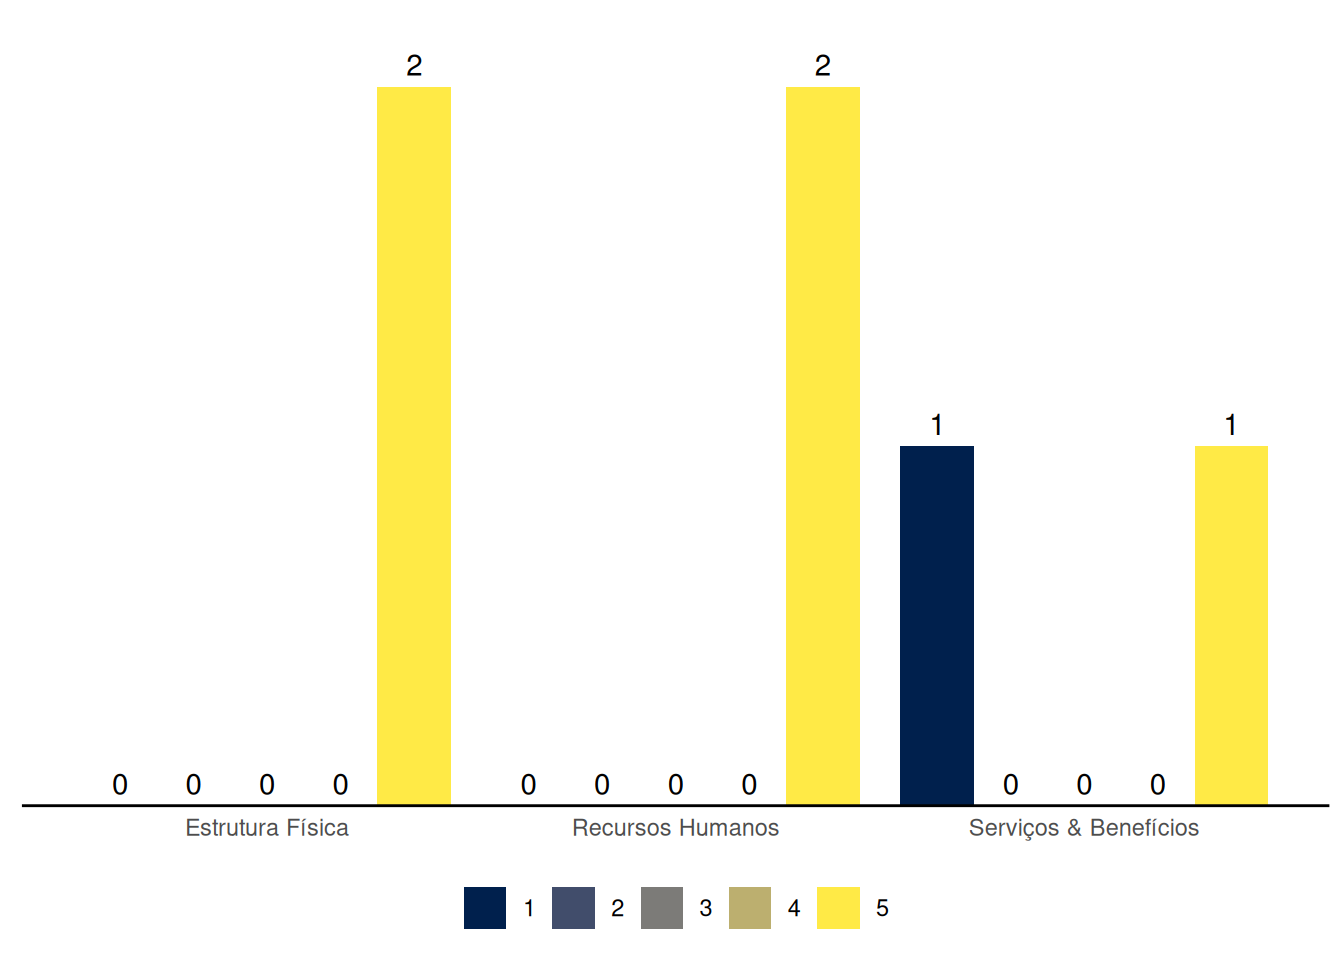 2 2
1 1
0 0 0 0 0 0 0 0 0 0 0
Estrutura Física Recursos Humanos Serviços & Benefícios
1 2 3 4 5